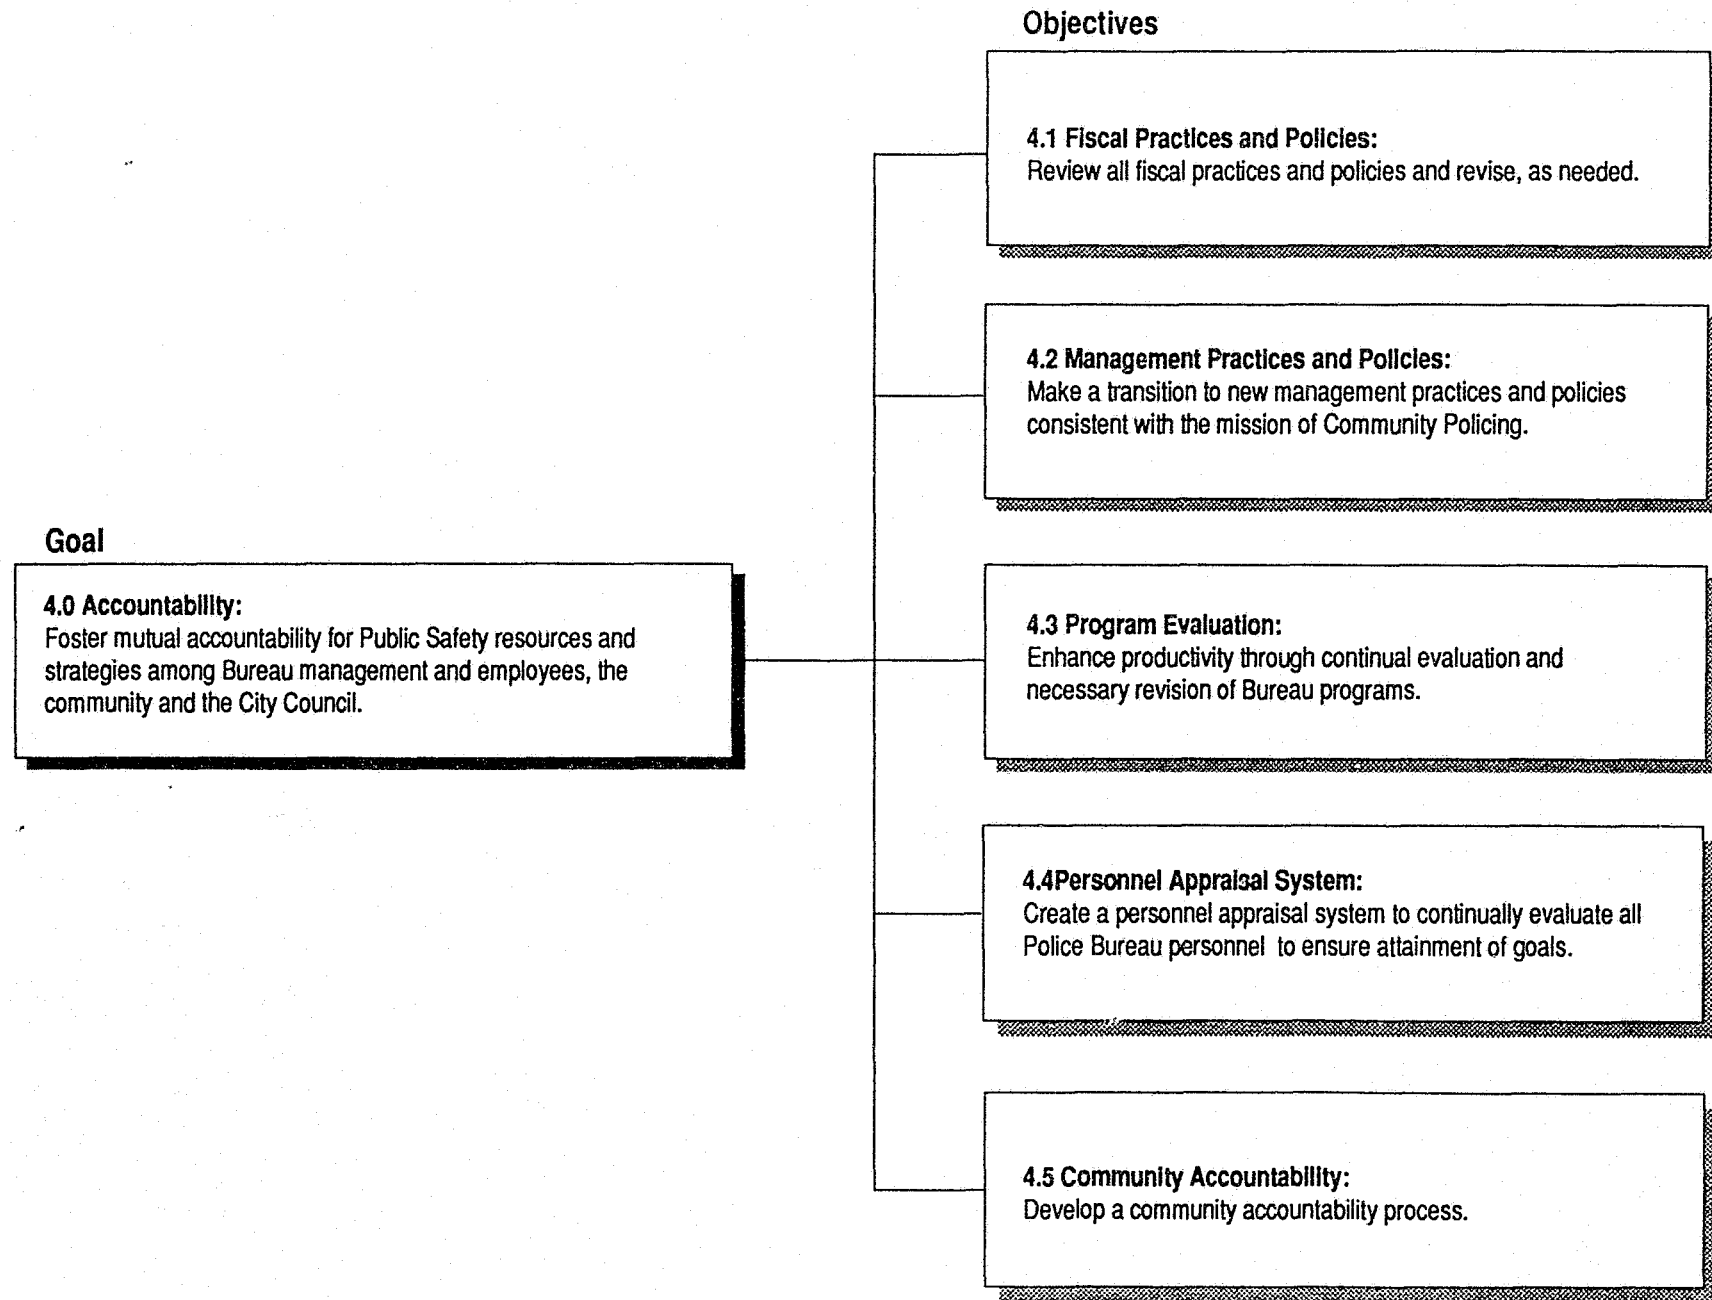 Objectives
4.1 Fiscal Practices and Policies:
Review all fiscal practices and policies and revise, as needed.
4.2 Management Practices and Policies:
Make a transition to new management practices and policies
consistent with the mission of Community Policing.
Goal
4.0 Accountability:
Foster mutual accountability for Public Safety resources and
strategies among Bureau management and employees, the
community and the City Council.
4.3 Program Evaluation:
Enhance productivity through continual evaluation and
necessary revision of Bureau programs.
4.4Personnel Appraisal System:
Create a personnel appraisal system to continually evaluate all
Police Bureau personnel to ensure attainment of goals.
4.5 Community Accountability:
Develop a community accountability process.